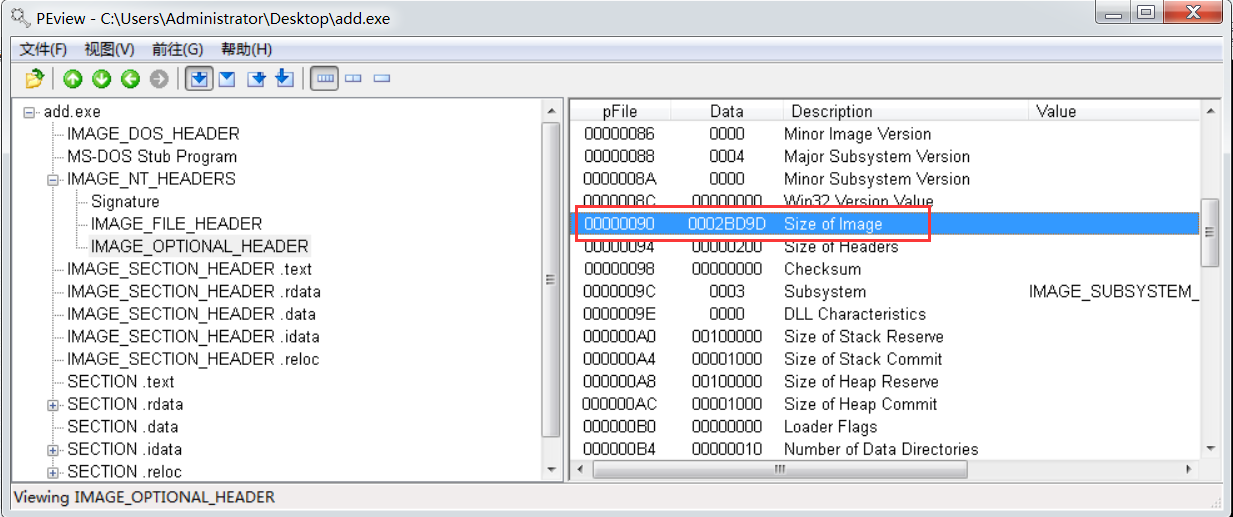 PEview - C:\Users\Administrator\Desktop\add.exe
文件(F) 视图(V) 前往(G) 帮助(H)
add.exe
IMAGE_DOS_HEADER
MS-DOS Stub Program
IMAGE_NT_HEADERS
Signature
IMAGE_FILE_HEADER
IMAGE_OPTIONAL_HEADER
IMAGE_SECTION_HEADER .text
IMAGE_SECTION_HEADER .rdata
IMAGE_SECTION_HEADER .data
IMAGE_SECTION_HEADER .idata
IMAGE_SECTION_HEADER .reloc
SECTION .text
SECTION .rdata
SECTION .data
SECTION .idata
SECTION .reloc
pFile Data Description Value
00000086 0000 Minor Image Version
00000088 0004 Major Subsystem Version
0000008A 0000 Minor Subsystem Version
0000008C 00000000 Win32 Version Value
00000090 0002BD9D Size of Image
00000094 00000200 Size of Headers
00000098 00000000 Checksum
0000009C 0003 Subsystem IMAGE_SUBSYSTEM_
0000009E 0000 DLL Characteristics
000000A0 00100000 Size of Stack Reserve
000000A4 00001000 Size of Stack Commit
000000A8 00100000 Size of Heap Reserve
000000AC 00001000 Size of Heap Commit
000000B0 00000000 Loader Flags
000000B4 00000010 Number of Data Directories
Viewing IMAGE_OPTIONAL_HEADER